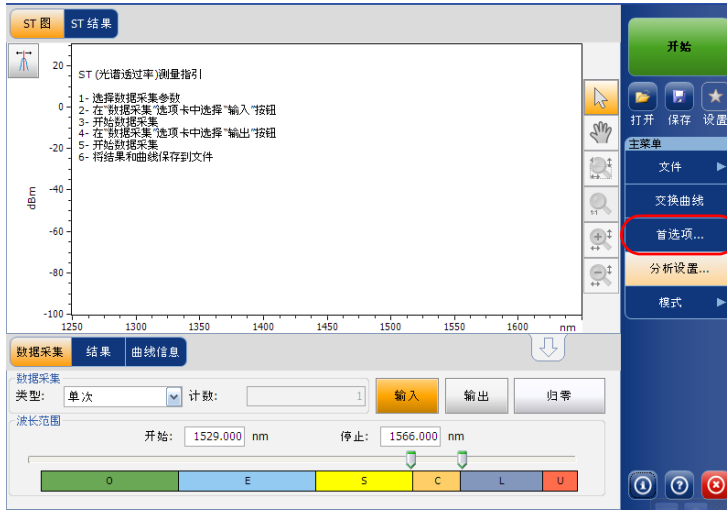 ST 图
ST 结果
开始
20
0
-20
-40
-60
-80
-100
dBm
ST (光谱透过率)测量指引
1- 选择数据采集参数
2- 在"数据采集"选项卡中选择"输入"按钮
3- 开始数据采集
4- 在"数据采集"选项卡中选择"输出"按钮
5- 开始数据采集
6- 将结果和曲线保存到文件
1:1
1250 1300 1350 1400 1450 1500 1550 1600 nm
打开 保存 设置
主菜单
文件
交换曲线
首选项...
分析设置...
模式
数据采集
结果
曲线信息
数据采集
类型: 单次 计数: 1
输入
输出
归零
波长范围
开始: 1529.000 nm 停止: 1566.000 nm
O E S C L U